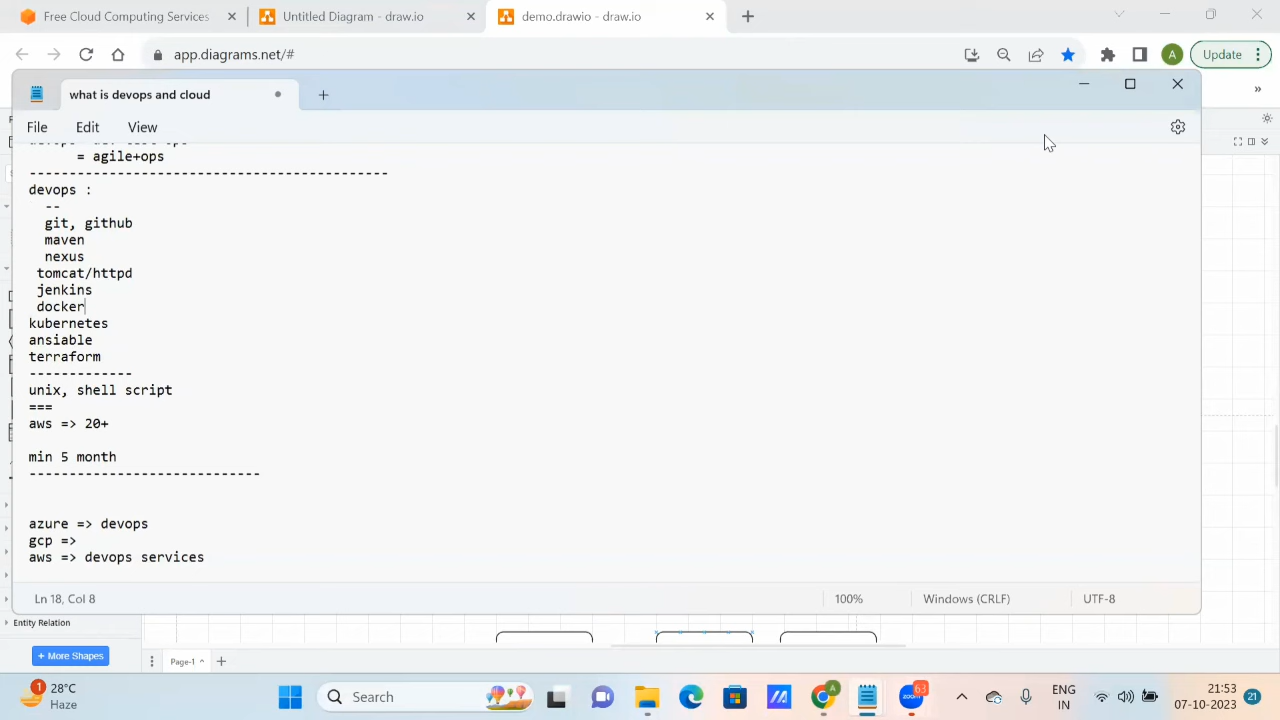 Free Cloud Computing Services
Untitled Diagram - draw.io
demo.drawio - draw.io
app.diagrams.net/#
A
Update
what is devops and cloud
File
Edit
View
= agile+ops
---------------------------------------------
devops :
--
git, github
maven
nexus
tomcat/httpd
jenkins
docker
kubernetes
ansiable
terraform
-------------
unix, shell script
===
aws => 20+
min 5 month
-----------------------------
azure => devops
gcp =>
aws => devops services
Ln 18, Col 8
100%
Windows (CRLF)
UTF-8
Entity Relation
+ More Shapes
Page-1
1
28°C
Haze
Search
A
zoom
63
ENG
IN
21:53
07-10-2023
21